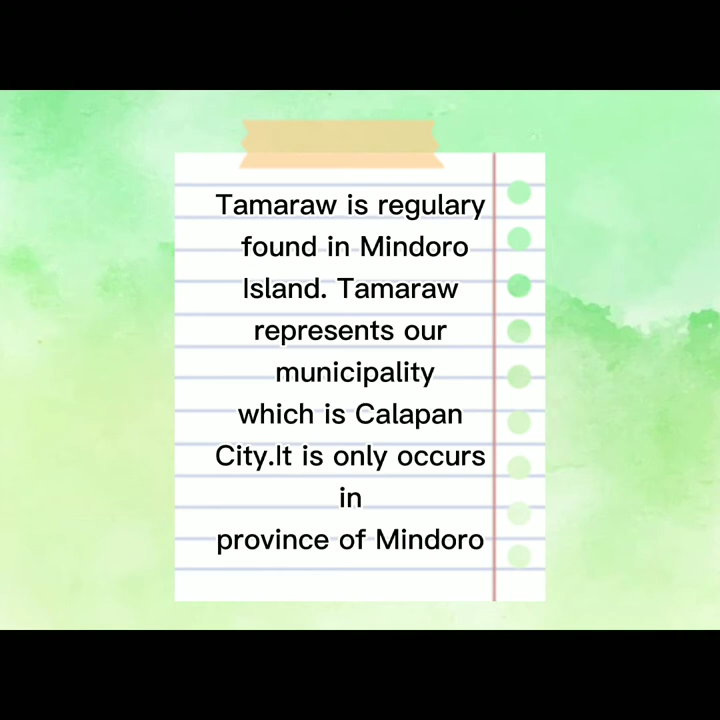 Tamaraw is regulary
found in Mindoro
Island. Tamaraw
represents our
municipality
which is Calapan
City.It is only occurs
in
province of Mindoro